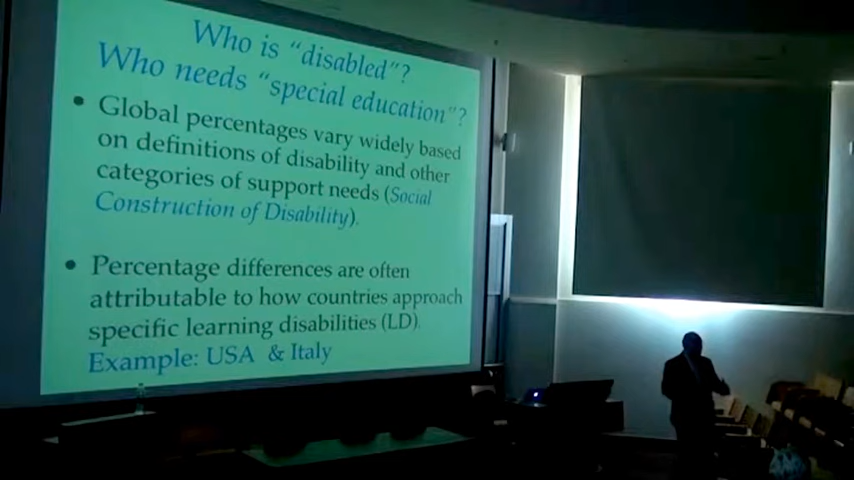 Who is “disabled”?
Who needs “special education”?
• Global percentages vary widely based
on definitions of disability and other
categories of support needs (Social
Construction of Disability).
• Percentage differences are often
attributable to how countries approach
specific learning disabilities (LD).
Example: USA & Italy